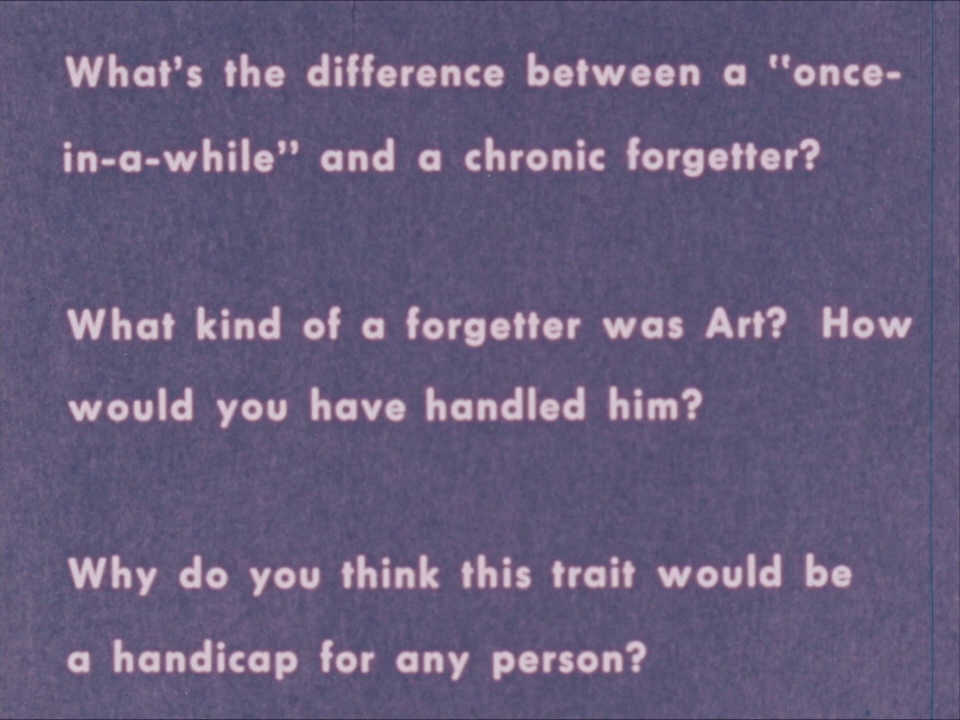 What's the difference between a "once-
in-a-while" and a chronic forgetter?
What kind of a forgetter was Art? How
would you have handled him?
Why do you think this trait would be
a handicap for any person?